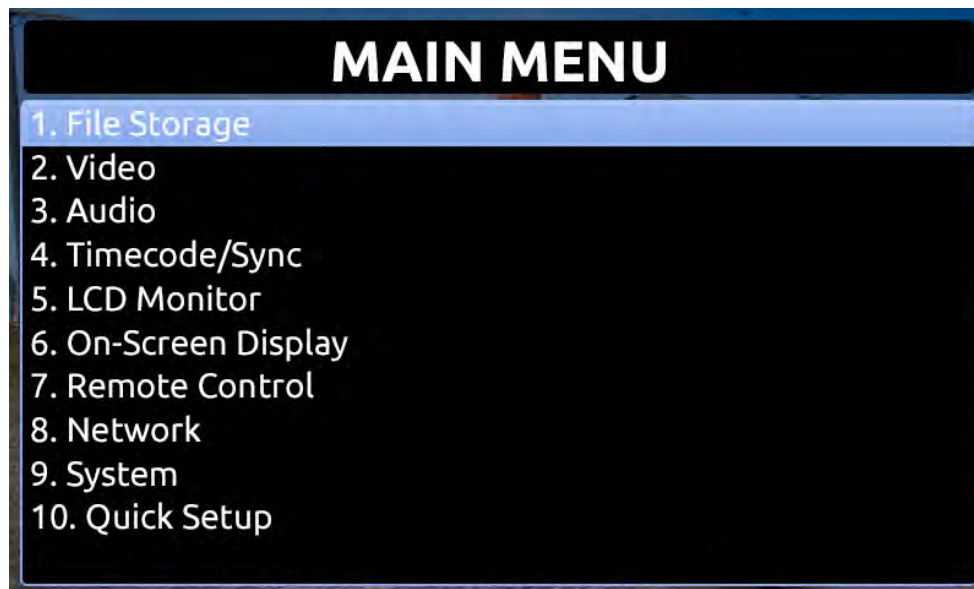 MAIN MENU
1. File Storage
2. Video
3. Audio
4. Timecode/Sync
5. LCD Monitor
6. On-Screen Display
7. Remote Control
8. Network
9. System
10. Quick Setup